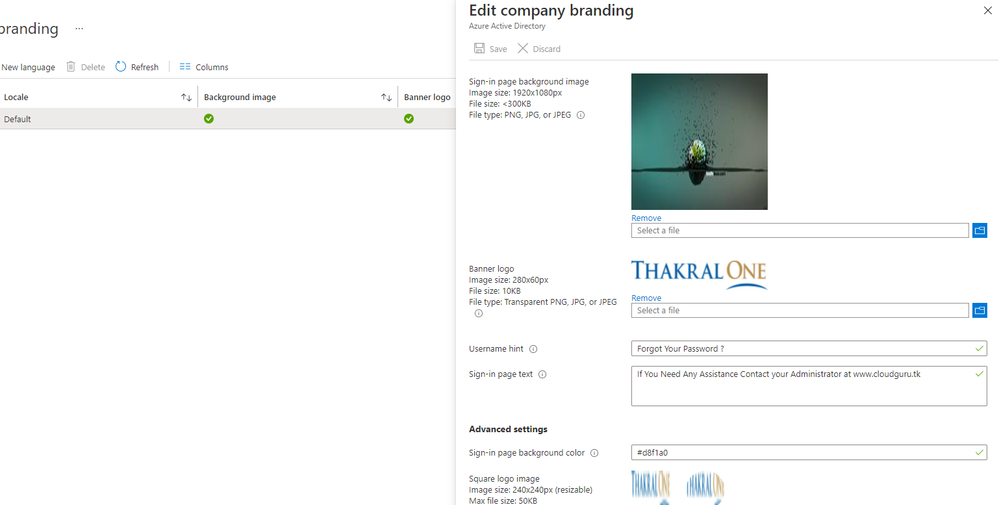 branding ...
New language Delete Refresh Columns
Locale Background image Banner logo
Default
Edit company branding
Azure Active Directory
Save Discard
Sign-in page background image
Image size: 1920x1080px
File size: <300KB
File type: PNG, JPG, or JPEG
Remove
Select a file
Banner logo
Image size: 280x60px
File size: 10KB
File type: Transparent PNG, JPG, or JPEG
THAKRAL ONE
Remove
Select a file
Username hint
Forgot Your Password ?
Sign-in page text
If You Need Any Assistance Contact your Administrator at www.cloudguru.tk
Advanced settings
Sign-in page background color
#d8f1a0
Square logo image
Image size: 240x240px (resizable)
Max file size: 50KB
THAKRAL ONE
THAKRAL ONE